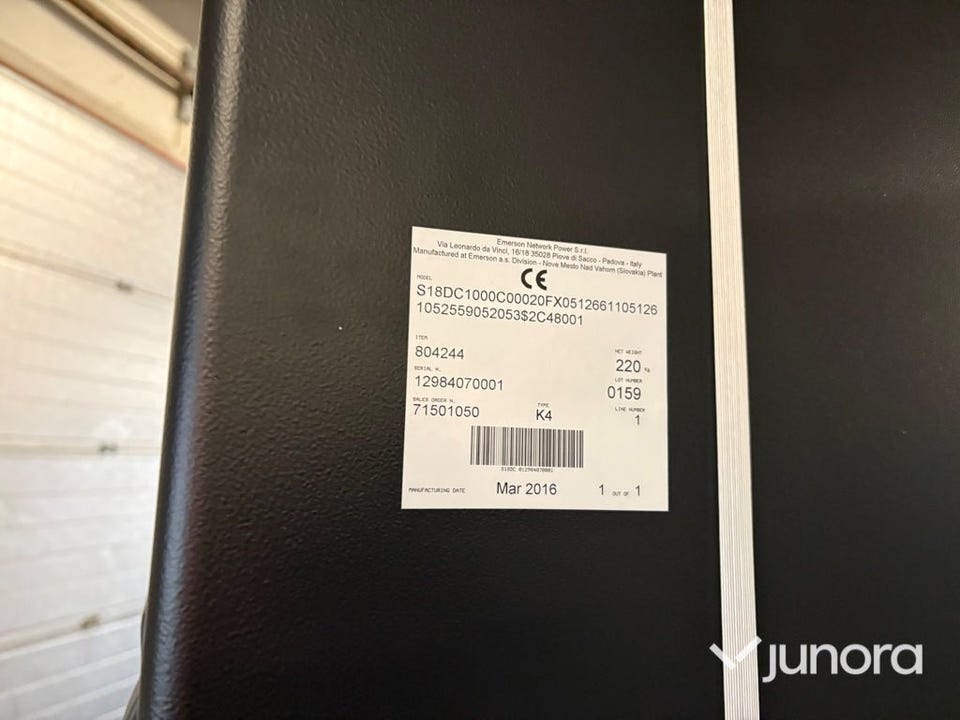 Emerson Network Power S.r.l.
Via Leonardo da Vinci, 16/18 35028 Piove di Sacco - Padova - Italy
Manufactured at Emerson a.s. Division - Nove Mesto Nad Vahom (Slovakia) Plant
CE
MODEL
S18DC1000C00020FX0512661105126
1052559052053$2C48001
ITEM
804244
NET WEIGHT
220 Kg
SERIAL N.
12984070001
LOT NUMBER
0159
SALES ORDER N.
71501050
TYPE
K4
LINE NUMBER
1
S18DC 012984070001
MANUFACTURING DATE Mar 2016 1 OUT OF 1
junora